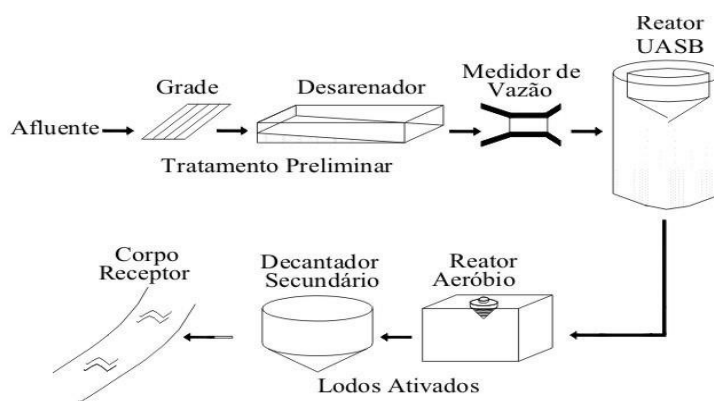 Reator
UASB
Medidor de
Vazão
Desarenador
Grade
Afluente
Tratamento Preliminar
Corpo
Receptor
Decantador
Secundário
Reator
Aeróbio
Lodos Ativados